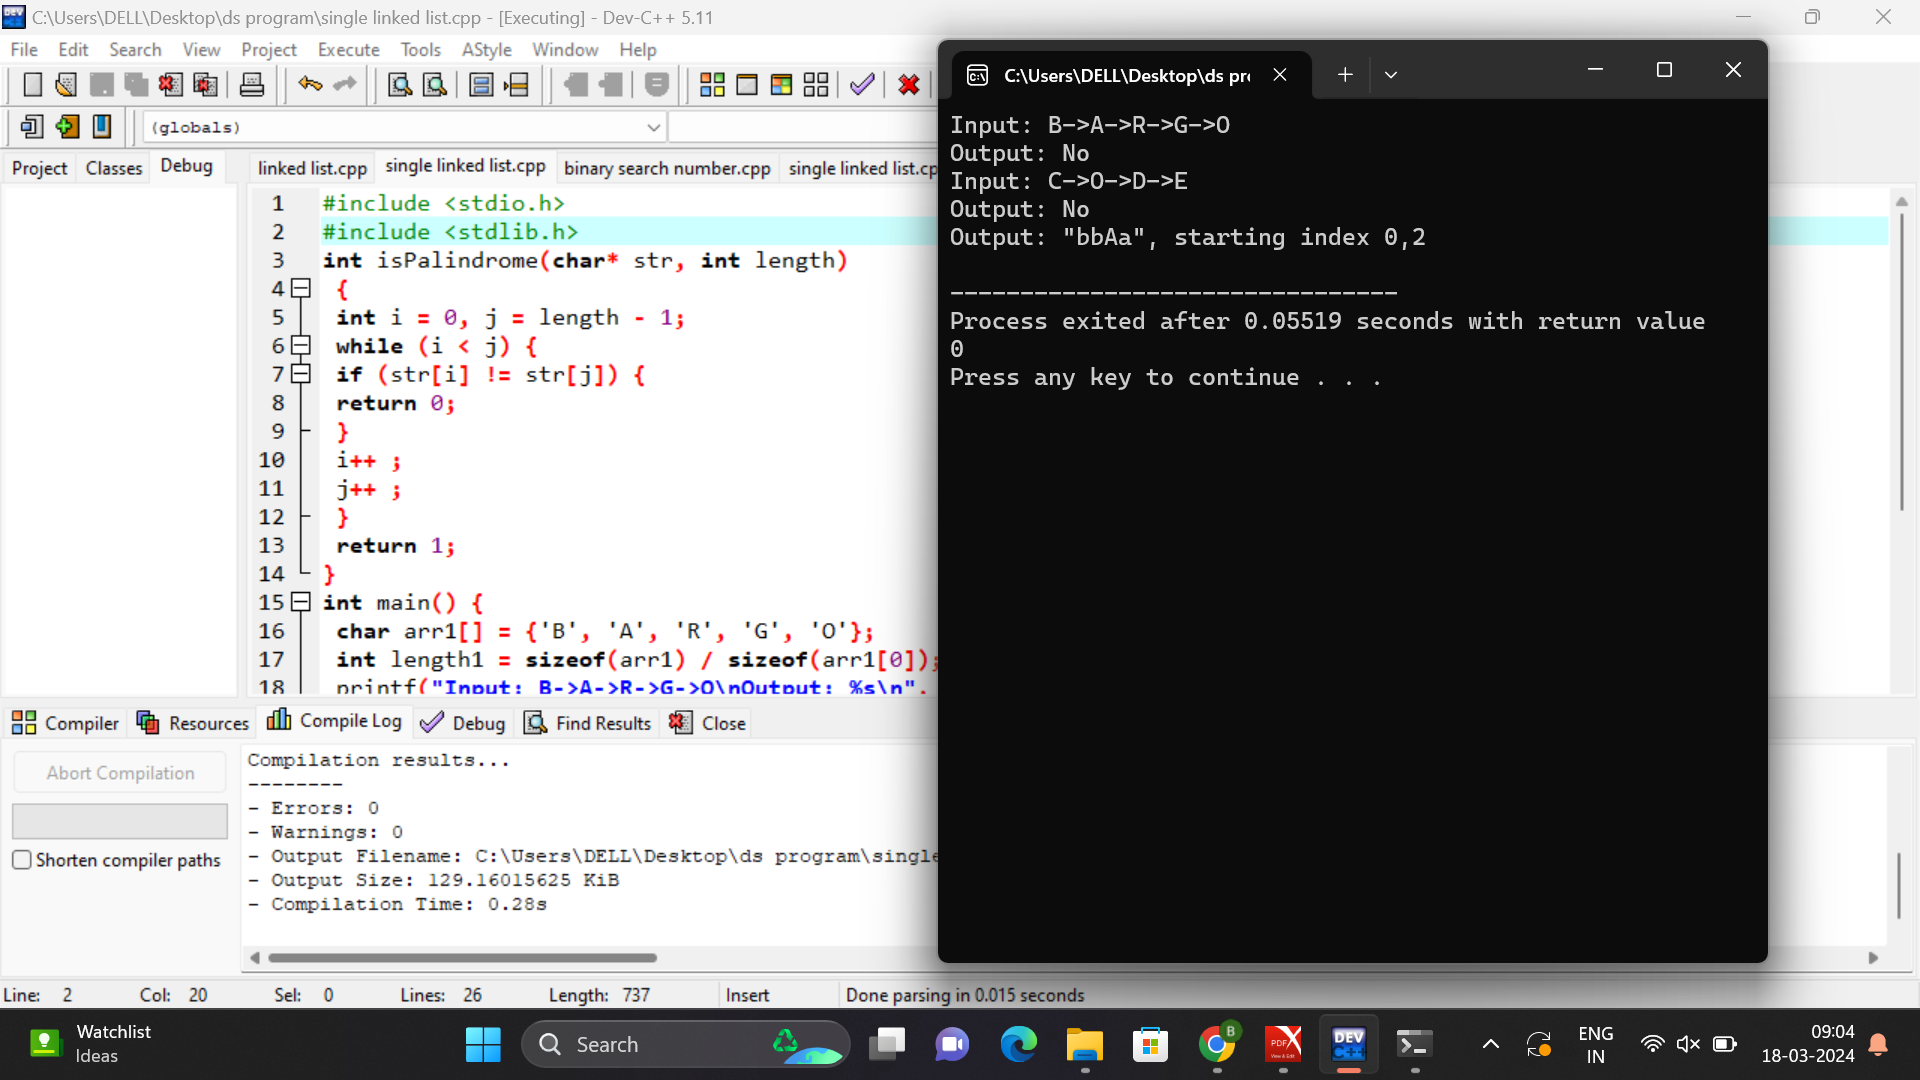 C:\Users\DELL\Desktop\ds program\single linked list.cpp - [Executing] - Dev-C++ 5.11
File Edit Search View Project Execute Tools AStyle Window Help
(globals)
Project Classes Debug
linked list.cpp single linked list.cpp binary search number.cpp single linked list.cp
1 #include <stdio.h>
2 #include <stdlib.h>
3 int isPalindrome(char* str, int length)
4 {
5 int i = 0, j = length - 1;
6 while (i < j) {
7 if (str[i] != str[j]) {
8 return 0;
9 }
10 i++ ;
11 j++ ;
12 }
13 return 1;
14 }
15 int main() {
16 char arr1[] = {'B', 'A', 'R', 'G', 'O'};
17 int length1 = sizeof(arr1) / sizeof(arr1[0]);
18 printf("Input: B->A->R->G->O\nOutput: %s\n",
C:\Users\DELL\Desktop\ds pr
Input: B->A->R->G->O
Output: No
Input: C->O->D->E
Output: No
Output: "bbAa", starting index 0,2
--------------------------------
Process exited after 0.05519 seconds with return value
0
Press any key to continue . . .
Compiler Resources Compile Log Debug Find Results Close
Abort Compilation
Shorten compiler paths
Compilation results...
--------
- Errors: 0
- Warnings: 0
- Output Filename: C:\Users\DELL\Desktop\ds program\single
- Output Size: 129.16015625 KiB
- Compilation Time: 0.28s
Line: 2 Col: 20 Sel: 0 Lines: 26 Length: 737 Insert Done parsing in 0.015 seconds
Watchlist
Ideas
Search
B
PDF
DEV
C++
ENG
IN
09:04
18-03-2024